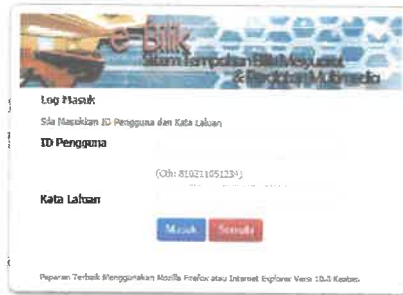 e-Bilik
Sistem Tempahan Bilik Mesyuarat
& Peralatan Multimedia
Log Masuk
Sila Masukkan ID Pengguna dan Kata Laluan
ID Pengguna
(Cth: 810211051234)
Kata Laluan
Masuk Semula
Paparan Terbaik Menggunakan Mozilla Firefox atau Internet Explorer Versi 10.0 Keatas.